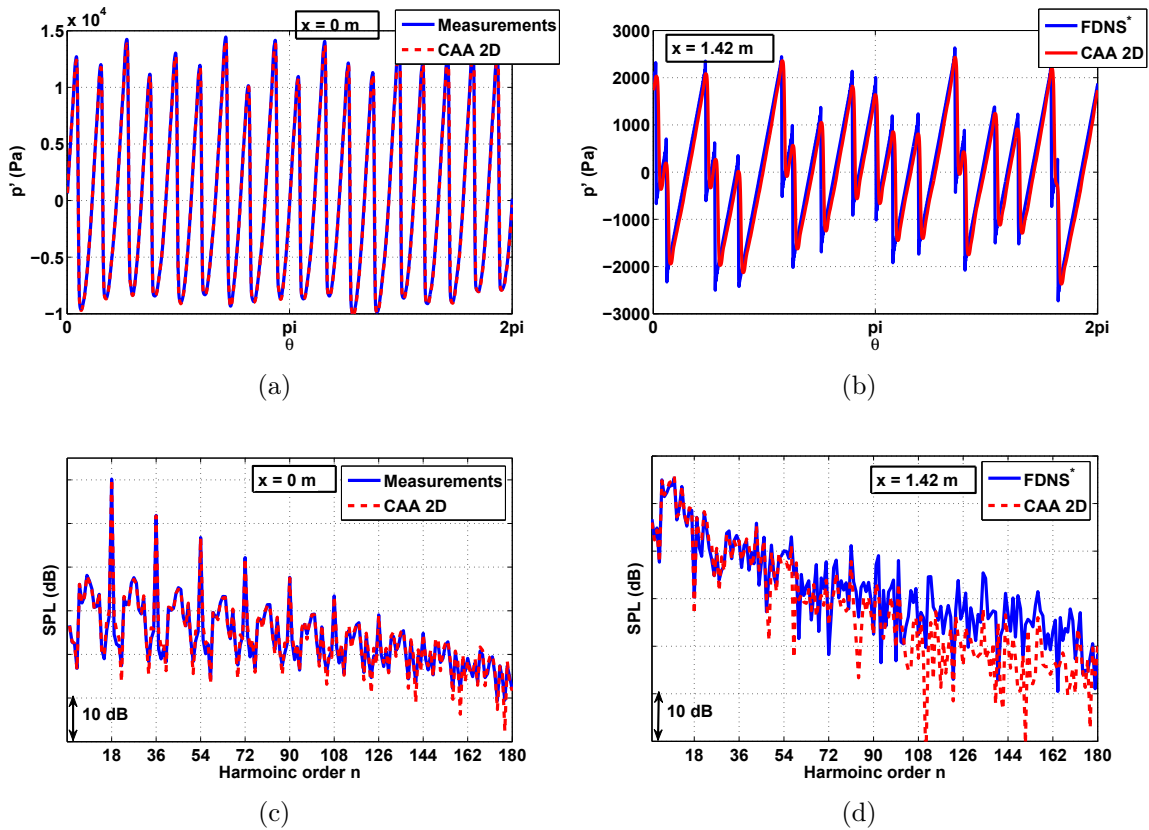 x 10^4
x = 0 m
Measurements
CAA 2D
1.5
1
0.5
0
−0.5
−1
p’ (Pa)
0
pi
2pi
θ
(a)
x = 1.42 m
FDNS*
CAA 2D
3000
2000
1000
0
−1000
−2000
−3000
p’ (Pa)
0
pi
2pi
θ
(b)
x = 0 m
Measurements
CAA 2D
SPL (dB)
10 dB
18 36 54 72 90 108 126 144 162 180
Harmoinc order n
(c)
x = 1.42 m
FDNS*
CAA 2D
SPL (dB)
10 dB
18 36 54 72 90 108 126 144 162 180
Harmoinc order n
(d)